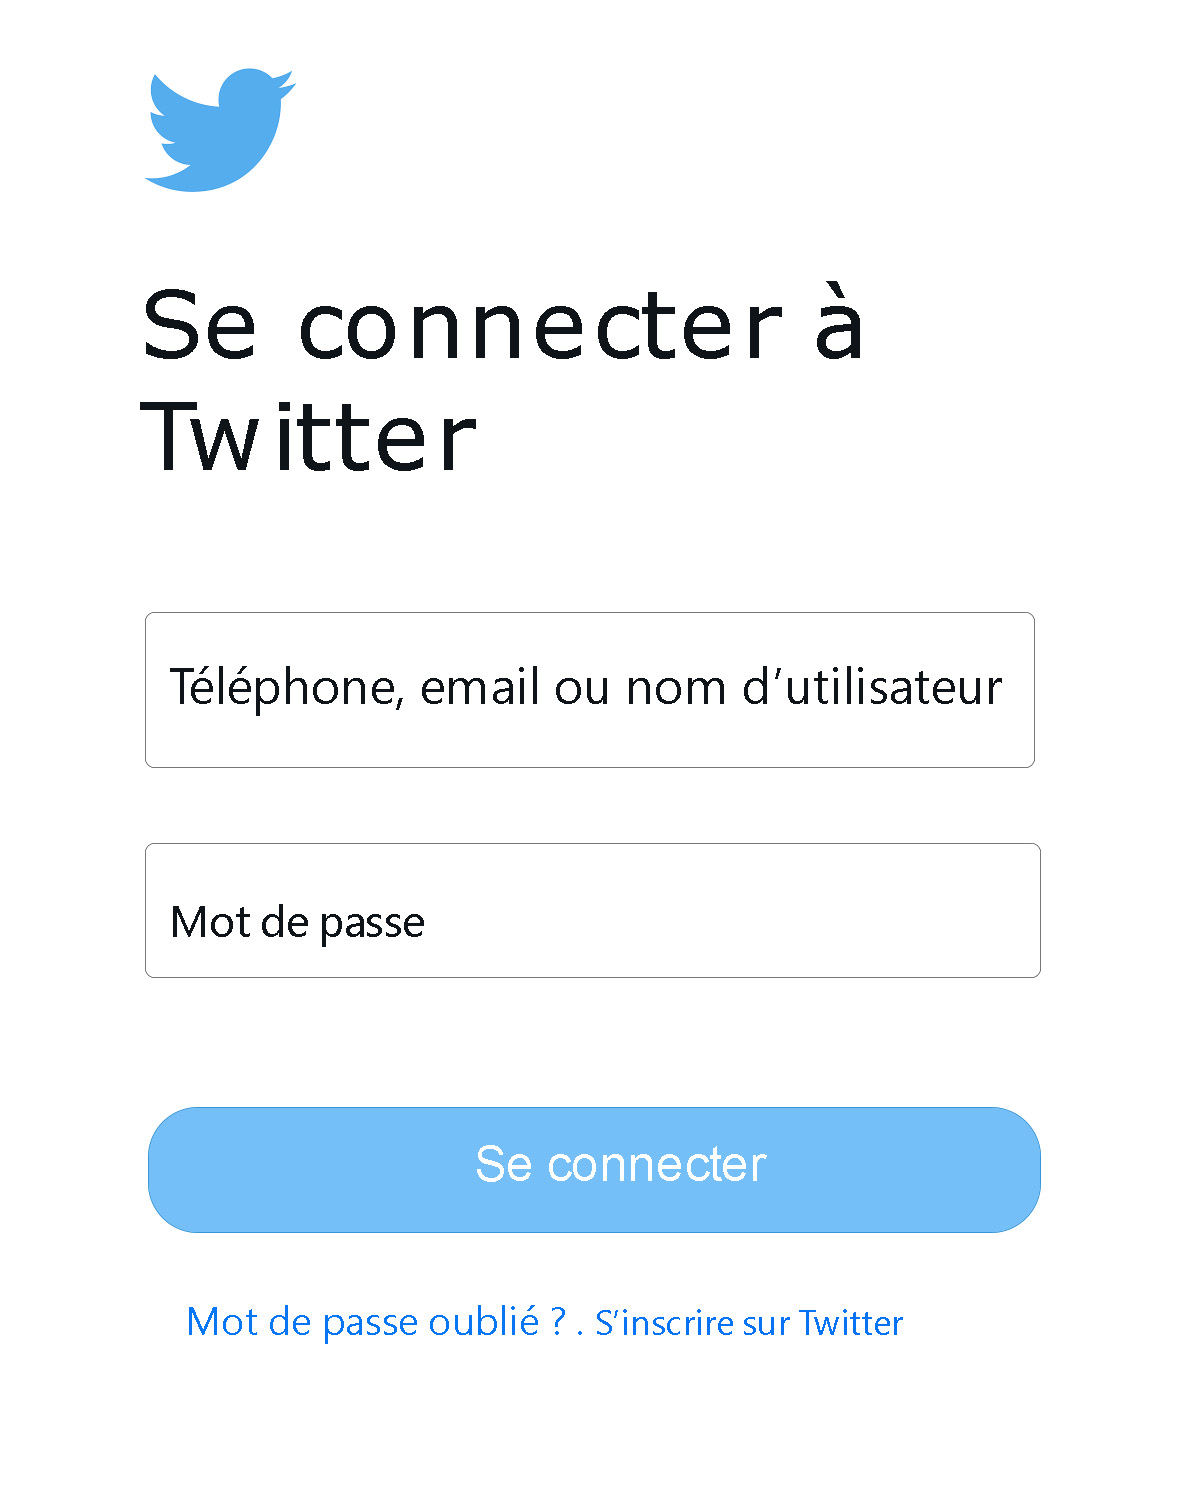 Se connecter à
Twitter
Téléphone, email ou nom d’utilisateur
Mot de passe
Se connecter
Mot de passe oublié ? . S’inscrire sur Twitter